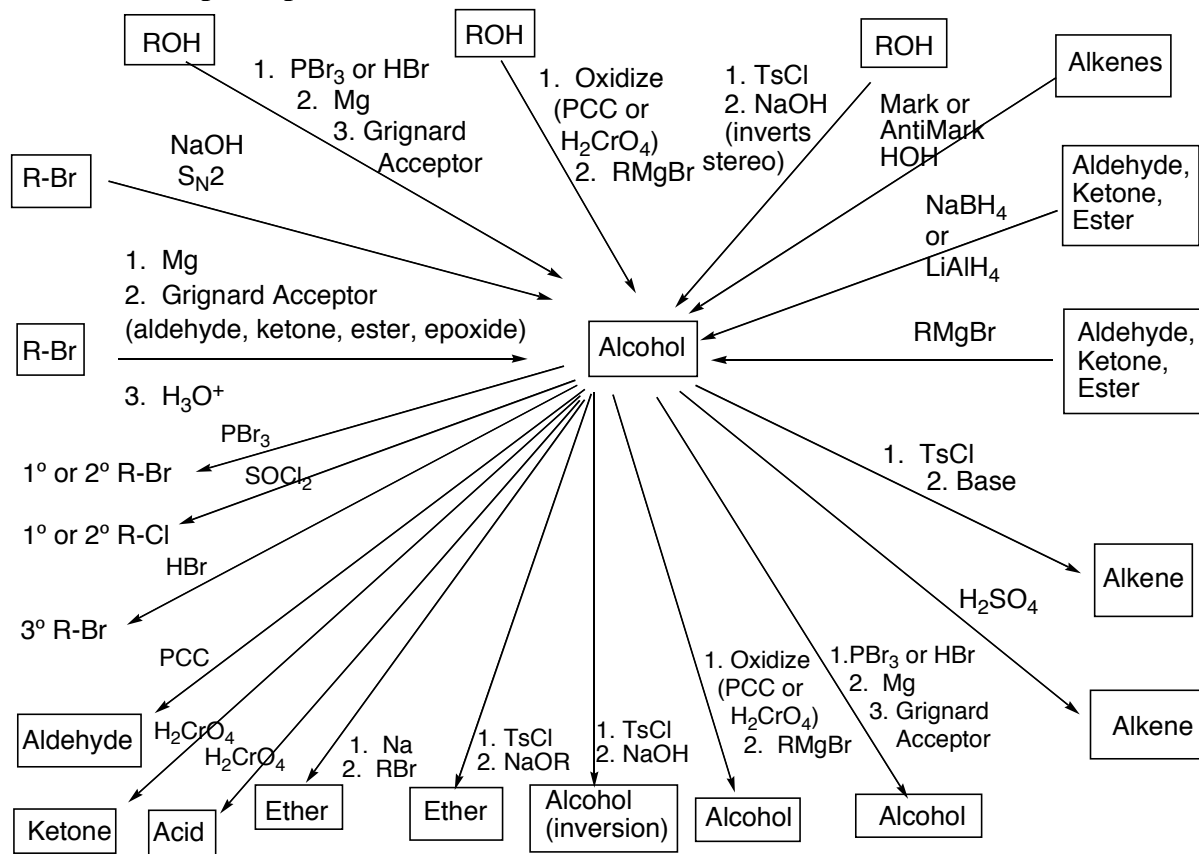 ROH
1. PBr₃ or HBr
2. Mg
3. Grignard
Acceptor
ROH
1. Oxidize
(PCC or
H₂CrO₄)
2. RMgBr
1. TsCl
2. NaOH
(inverts
stereo)
ROH
Mark or
AntiMark
HOH
Alkenes
R-Br
NaOH
Sₙ2
NaBH₄
or
LiAlH₄
Aldehyde,
Ketone,
Ester
1. Mg
2. Grignard Acceptor
(aldehyde, ketone, ester, epoxide)
3. H₃O⁺
R-Br
Alcohol
RMgBr
Aldehyde,
Ketone,
Ester
PBr₃
1º or 2º R-Br
SOCl₂
1º or 2º R-Cl
HBr
3º R-Br
PCC
Aldehyde
H₂CrO₄
Ketone
H₂CrO₄
Acid
1. Na
2. RBr
Ether
1. TsCl
2. NaOR
Ether
1. TsCl
2. NaOH
Alcohol
(inversion)
1. Oxidize
(PCC or
H₂CrO₄)
2. RMgBr
Alcohol
1.PBr₃ or HBr
2. Mg
3. Grignard
Acceptor
Alcohol
1. TsCl
2. Base
Alkene
H₂SO₄
Alkene